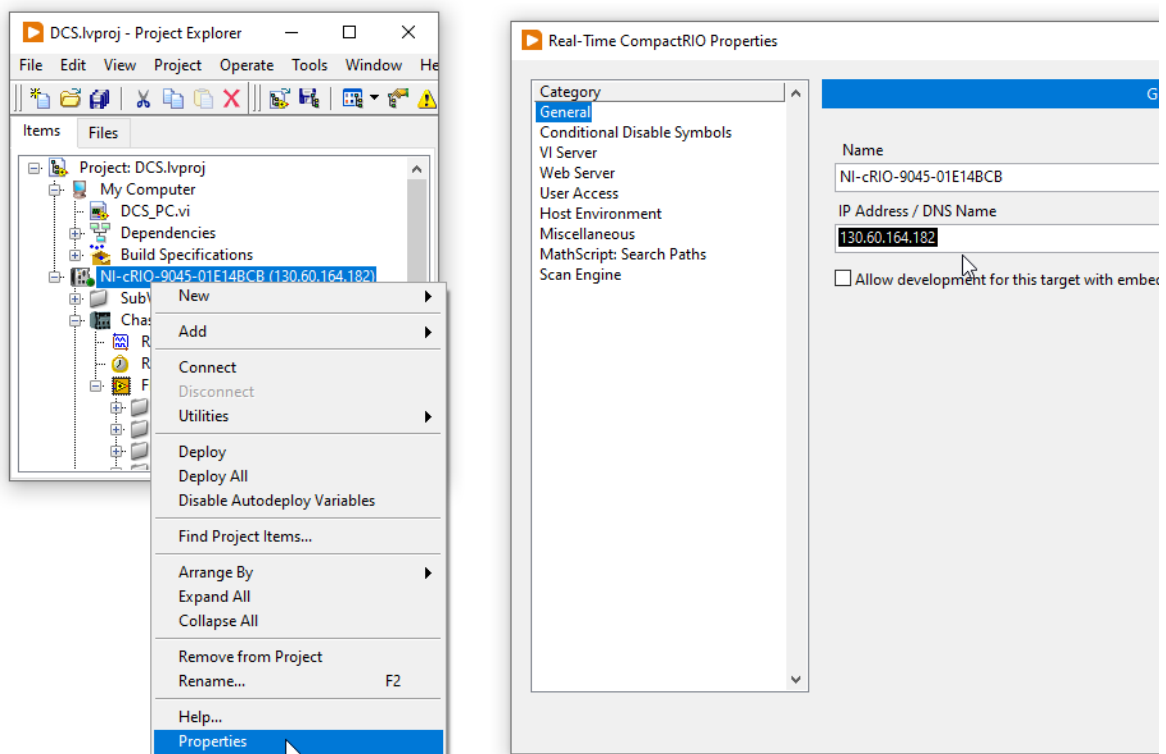 DCS.lvproj - Project Explorer
File Edit View Project Operate Tools Window He
Items Files
Project: DCS.lvproj
My Computer
DCS_PC.vi
Dependencies
Build Specifications
NI-cRIO-9045-01E14BCB (130.60.164.182)
Sub
Cha
R
R
F
New
Add
Connect
Disconnect
Utilities
Deploy
Deploy All
Disable Autodeploy Variables
Find Project Items...
Arrange By
Expand All
Collapse All
Remove from Project
Rename... F2
Help...
Properties
Real-Time CompactRIO Properties
Category
General
Conditional Disable Symbols
VI Server
Web Server
User Access
Host Environment
Miscellaneous
MathScript: Search Paths
Scan Engine
G
Name
NI-cRIO-9045-01E14BCB
IP Address / DNS Name
130.60.164.182
Allow development for this target with embed